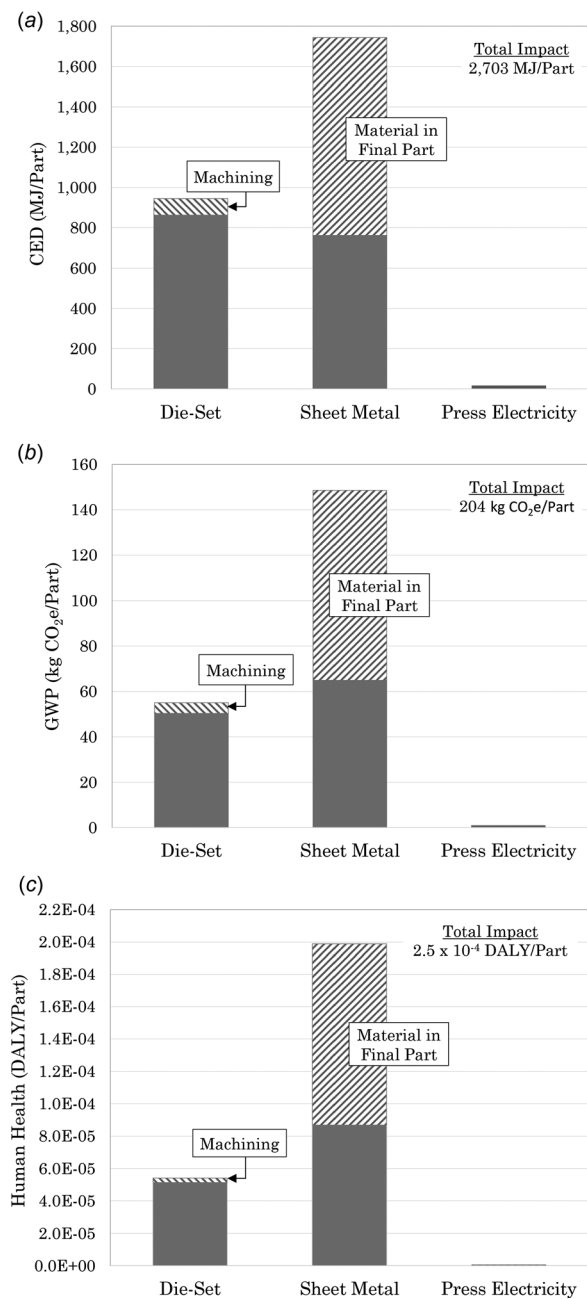 (a)
1,800
1,600
1,400
1,200
1,000
800
600
400
200
0
CED (MJ/Part)
Total Impact
2,703 MJ/Part
Material in
Final Part
Machining
Die-Set
Sheet Metal
Press Electricity
(b)
160
140
120
100
80
60
40
20
0
GWP (kg CO₂e/Part)
Total Impact
204 kg CO₂e/Part
Material in
Final Part
Machining
Die-Set
Sheet Metal
Press Electricity
(c)
2.2E-04
2.0E-04
1.8E-04
1.6E-04
1.4E-04
1.2E-04
1.0E-04
8.0E-05
6.0E-05
4.0E-05
2.0E-05
0.0E+00
Human Health (DALY/Part)
Total Impact
2.5 x 10⁻⁴ DALY/Part
Material in
Final Part
Machining
Die-Set
Sheet Metal
Press Electricity